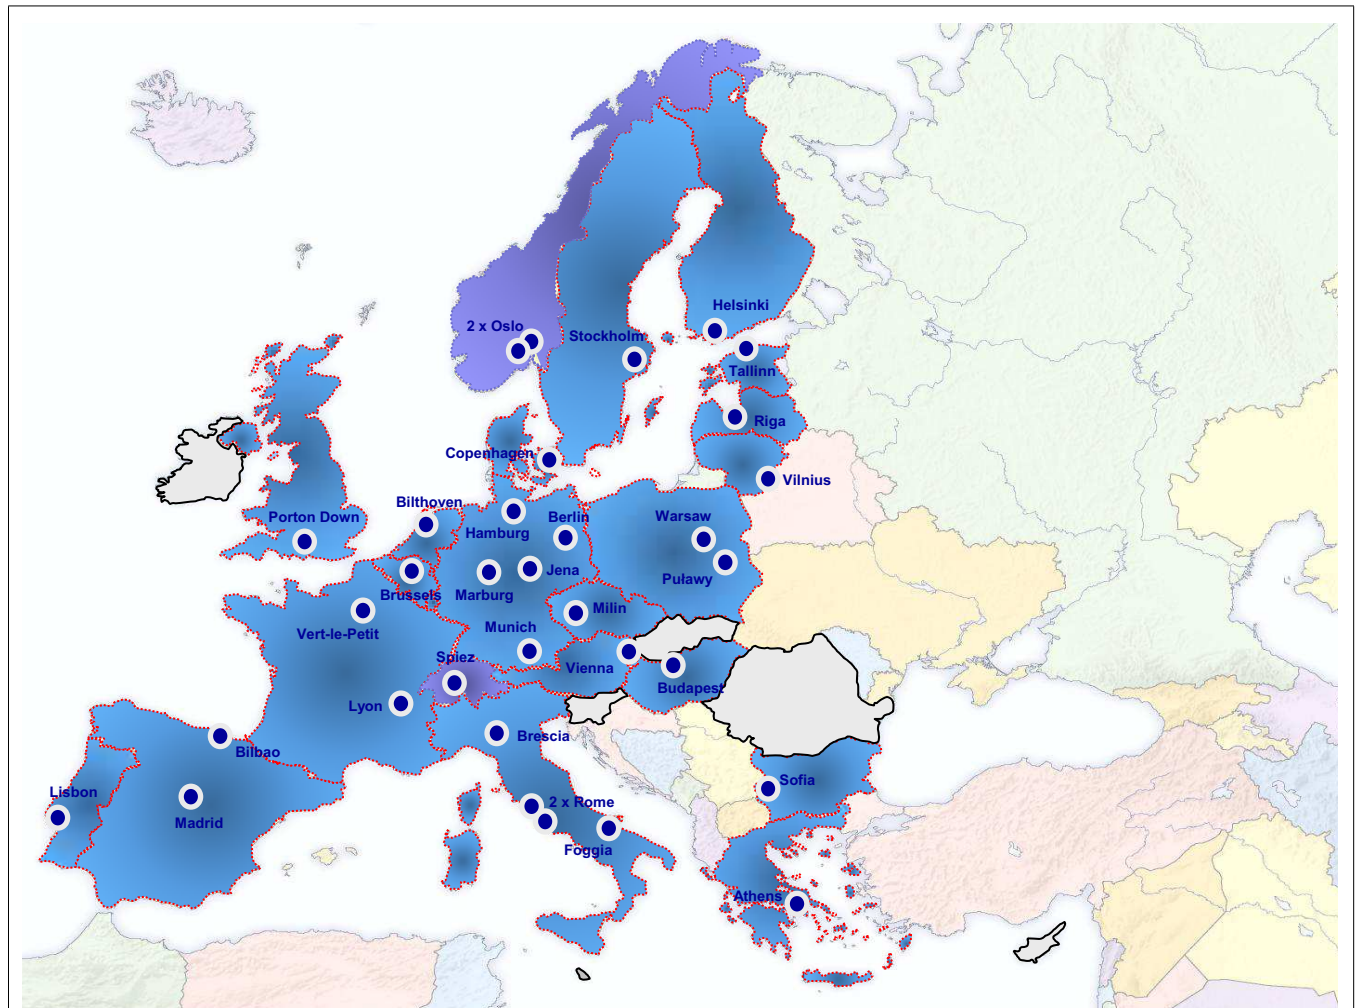 Helsinki
2 x Oslo
Stockholm
Tallinn
Riga
Copenhagen
Vilnius
Bilthoven
Porton Down
Hamburg
Berlin
Warsaw
Jena
Puławy
Brussels
Marburg
Milin
Vert-le-Petit
Munich
Spiez
Vienna
Budapest
Lyon
Brescia
Bilbao
Sofia
Lisbon
2 x Rome
Madrid
Foggia
Athens